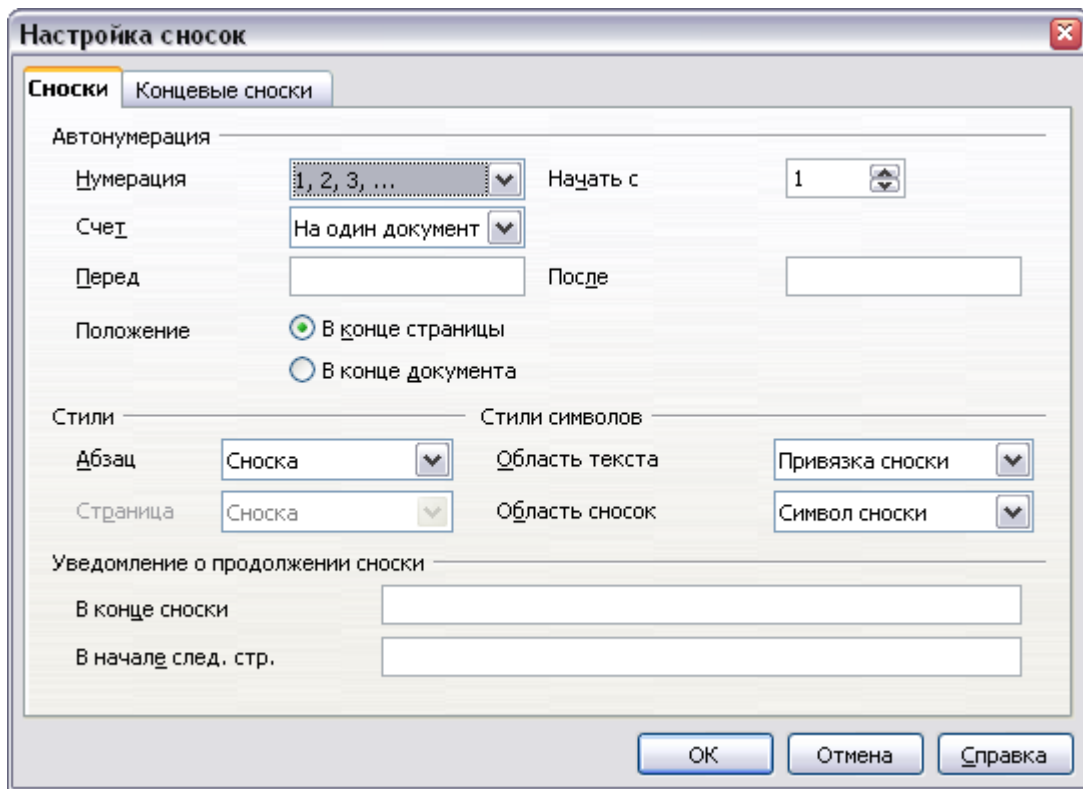 Настройка сносок
Сноски Концевые сноски
Автонумерация
Нумерация 1, 2, 3, ... Начать с 1
Счет На один документ
Перед После
Положение В конце страницы
В конце документа
Стили Стили символов
Абзац Сноска Область текста Привязка сноски
Страница Сноска Область сносок Символ сноски
Уведомление о продолжении сноски
В конце сноски
В начале след. стр.
ОК Отмена Справка